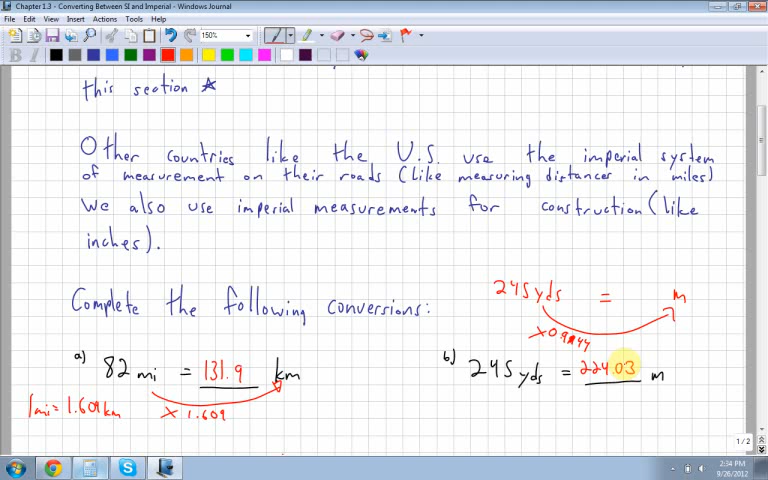 Chapter 1.3 - Converting Between SI and Imperial - Windows Journal
File Edit View Insert Actions Tools Help
150%
B I
this section
Other countries like the U.S. use the imperial system
of measurement on their roads (like measuring distances in miles)
We also use imperial measurements for construction (like
inches).
245 yds = m
Complete the following conversions:
a) 82 mi = 131.9 km
1 mi = 1.609 km × 1.609
b) 245 yds = 224.03 m
1 / 2
2:34 PM
9/26/2012